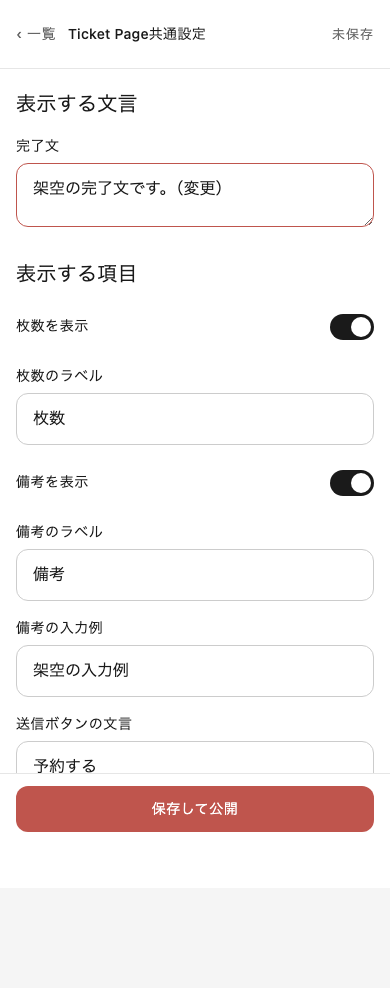 ‹ 一覧 Ticket Page共通設定 未保存
表示する文言
完了文
架空の完了文です。（変更）
表示する項目
枚数を表示
枚数のラベル
枚数
備考を表示
備考のラベル
備考
備考の入力例
架空の入力例
送信ボタンの文言
予約する
保存して公開